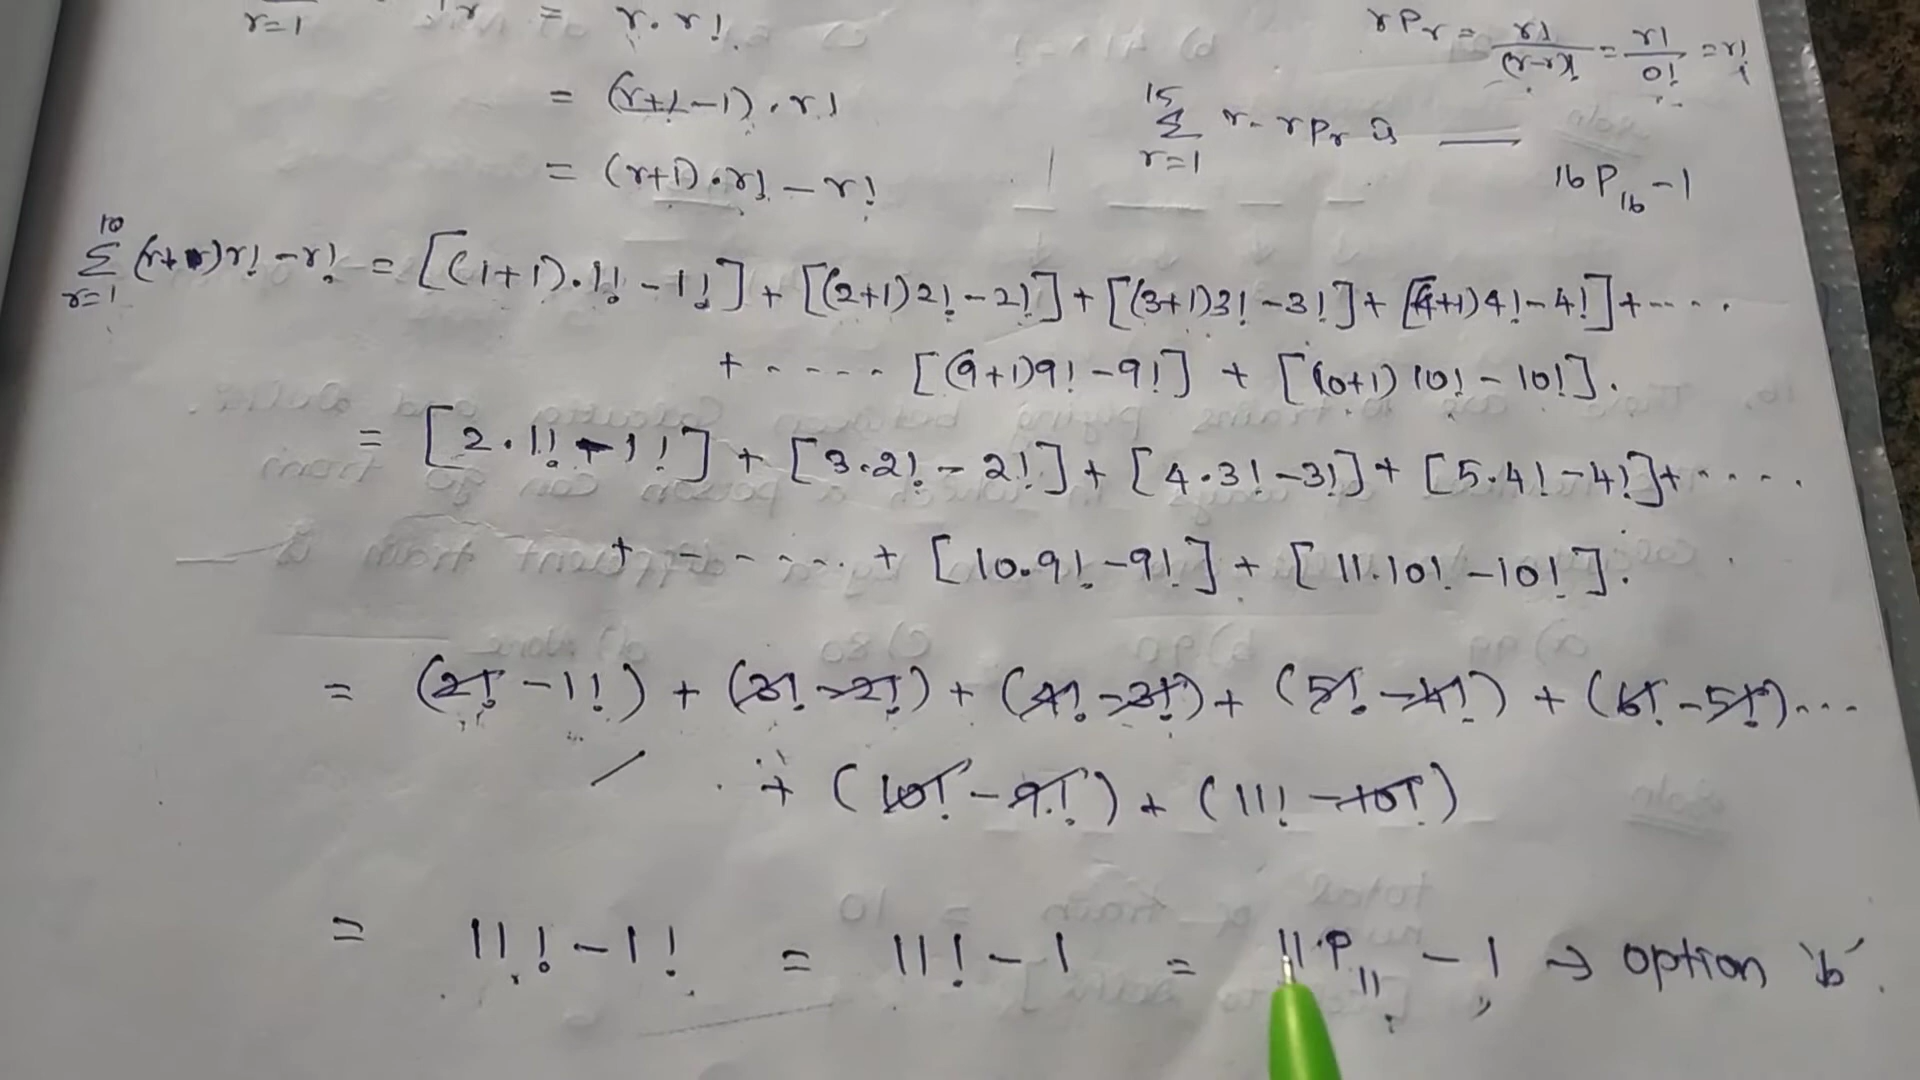 r=1 = r. r!
rPr = r!/(r-r)! = r!/0! = r!
= (r+1-1).r!
15 Σ r=1 r. rPr is ___
= (r+1).r! - r!
16P16 - 1
10 Σ r=1 (r+1)r! - r! = [(1+1).1! - 1!] + [(2+1)2! - 2!] + [(3+1)3! - 3!] + [(4+1)4! - 4!] + ....
+ ..... [(9+1)9! - 9!] + [(10+1)10! - 10!].
= [2.1! - 1!] + [3.2! - 2!] + [4.3! - 3!] + [5.4! - 4!] + ....
+ ...... + [10.9! - 9!] + [11.10! - 10!].
= (2! - 1!) + (3! - 2!) + (4! - 3!) + (5! - 4!) + (6! - 5!)...
+ (10! - 9!) + (11! - 10!)
= 11! - 1! = 11! - 1 = 11P11 - 1 → option 'b'.